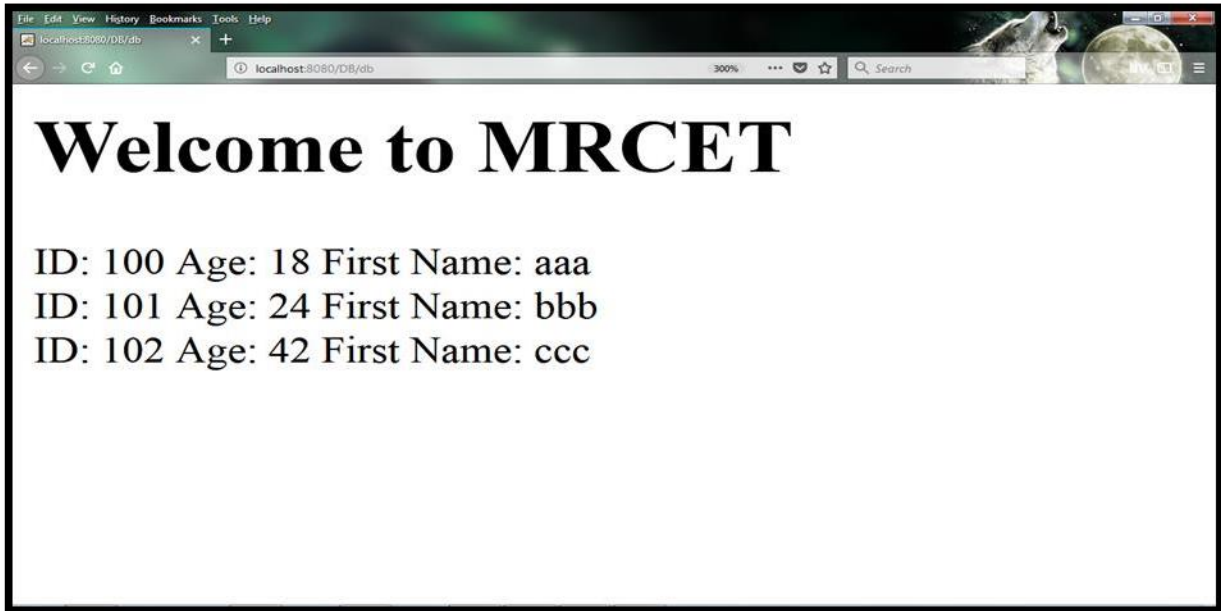 File Edit View History Bookmarks Tools Help
localhost:8080/DB/db
localhost:8080/DB/db 300% Search
Welcome to MRCET
ID: 100 Age: 18 First Name: aaa
ID: 101 Age: 24 First Name: bbb
ID: 102 Age: 42 First Name: ccc